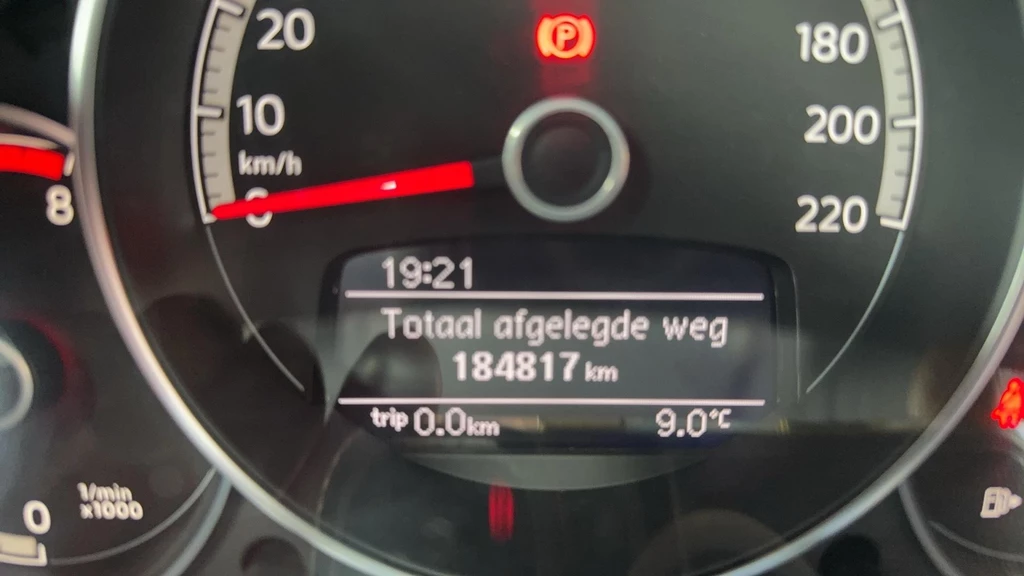 20
180
10
200
km/h
0
220
8
19:21
Totaal afgelegde weg
184817 km
trip 0.0km
9.0°C
1/min
x1000
0
P